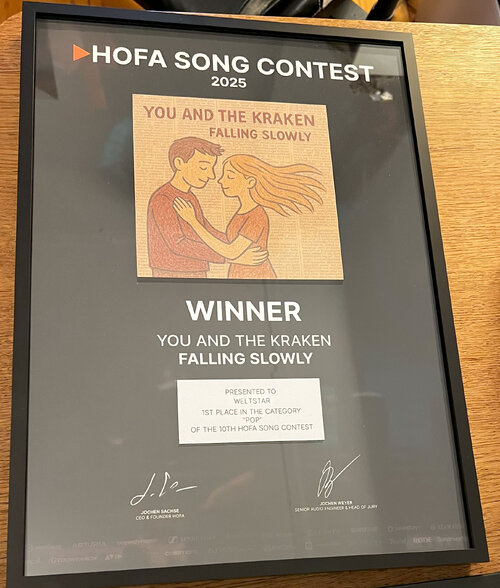 HOFA SONG CONTEST
2025
YOU AND THE KRAKEN
FALLING SLOWLY
WINNER
YOU AND THE KRAKEN
FALLING SLOWLY
PRESENTED TO
WELTSTAR
1ST PLACE IN THE CATEGORY
"POP"
OF THE 10TH HOFA SONG CONTEST
JOCHEN SACHSE
CEO & FOUNDER HOFA
JOCHEN WEYER
SENIOR AUDIO ENGINEER & HEAD OF JURY
RØDE